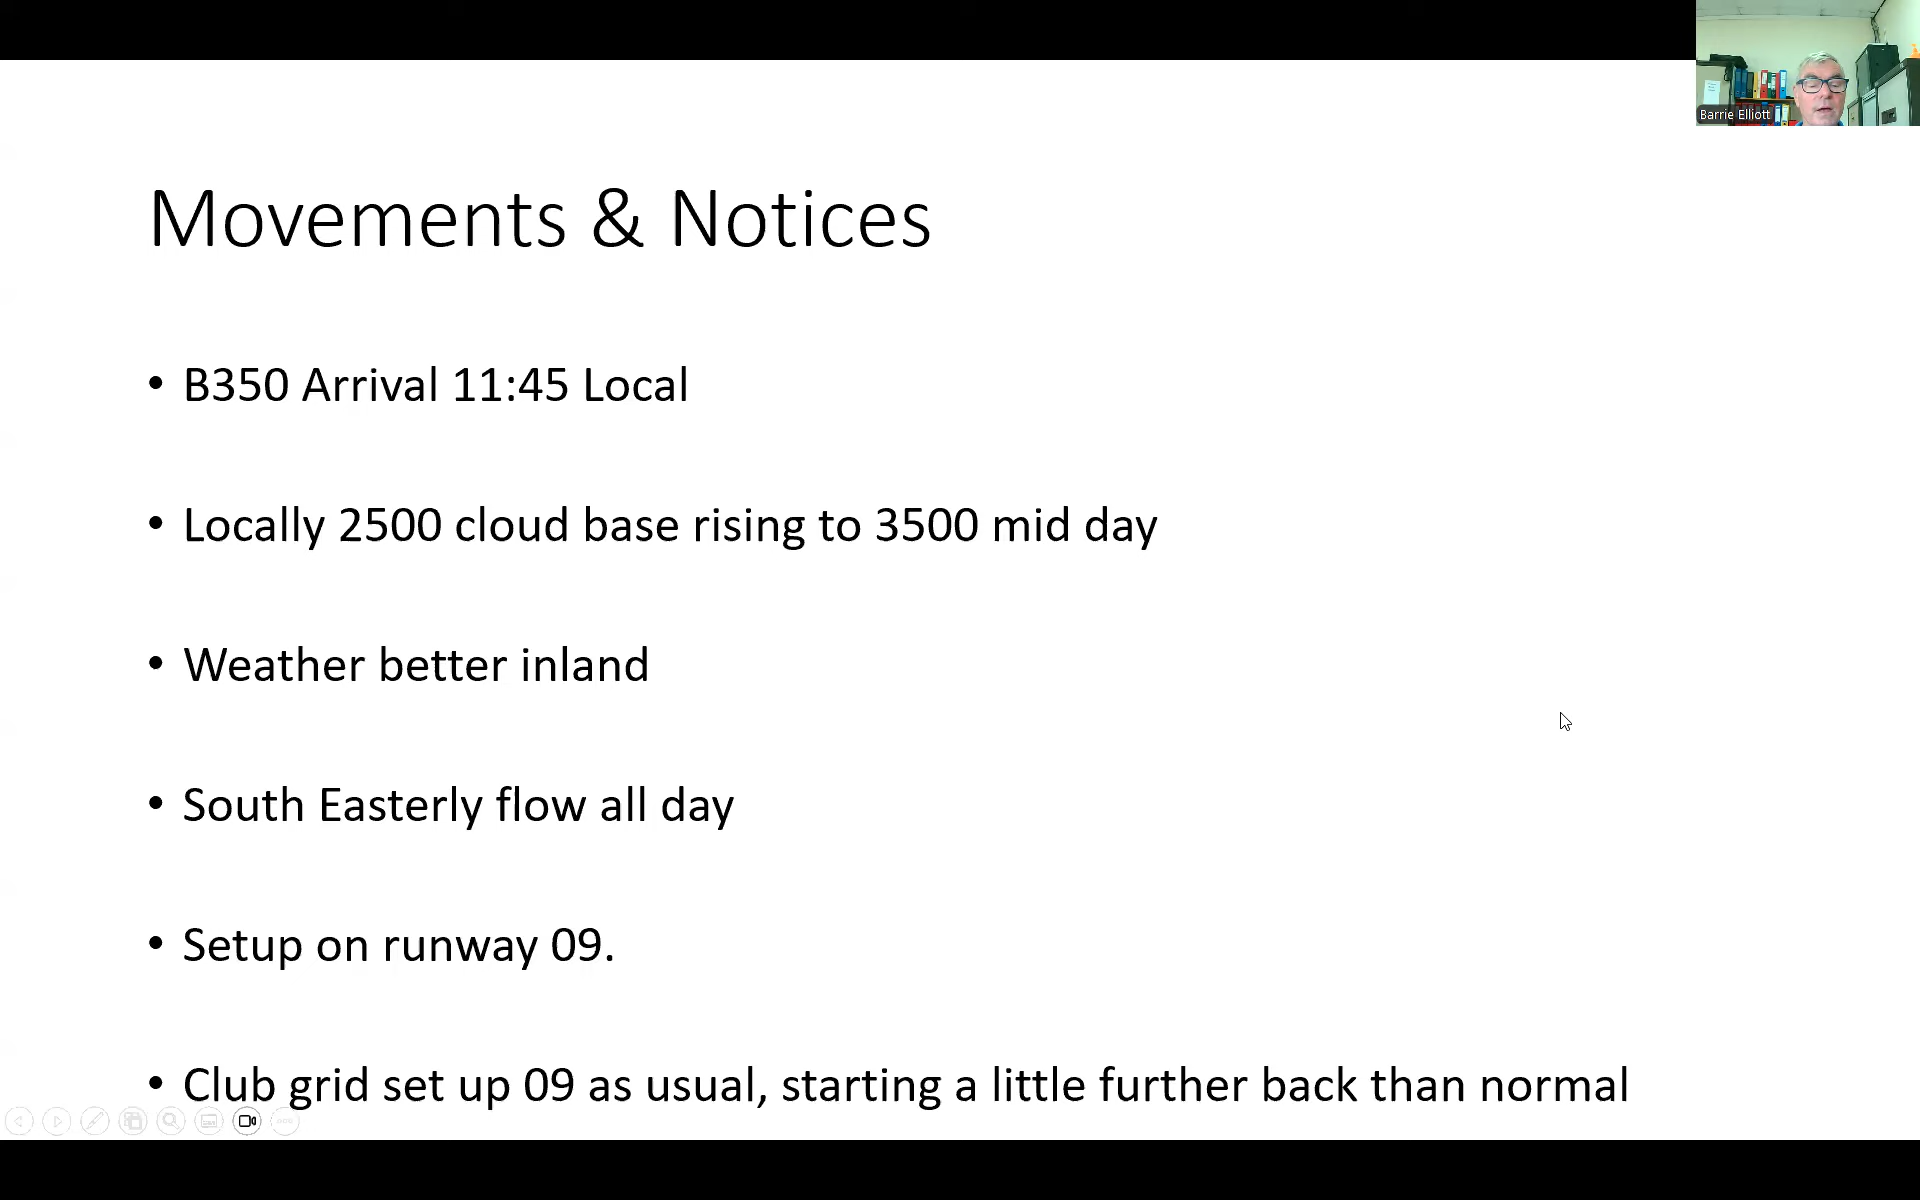 Barrie Elliott
Movements & Notices
• B350 Arrival 11:45 Local
• Locally 2500 cloud base rising to 3500 mid day
• Weather better inland
• South Easterly flow all day
• Setup on runway 09.
• Club grid set up 09 as usual, starting a little further back than normal